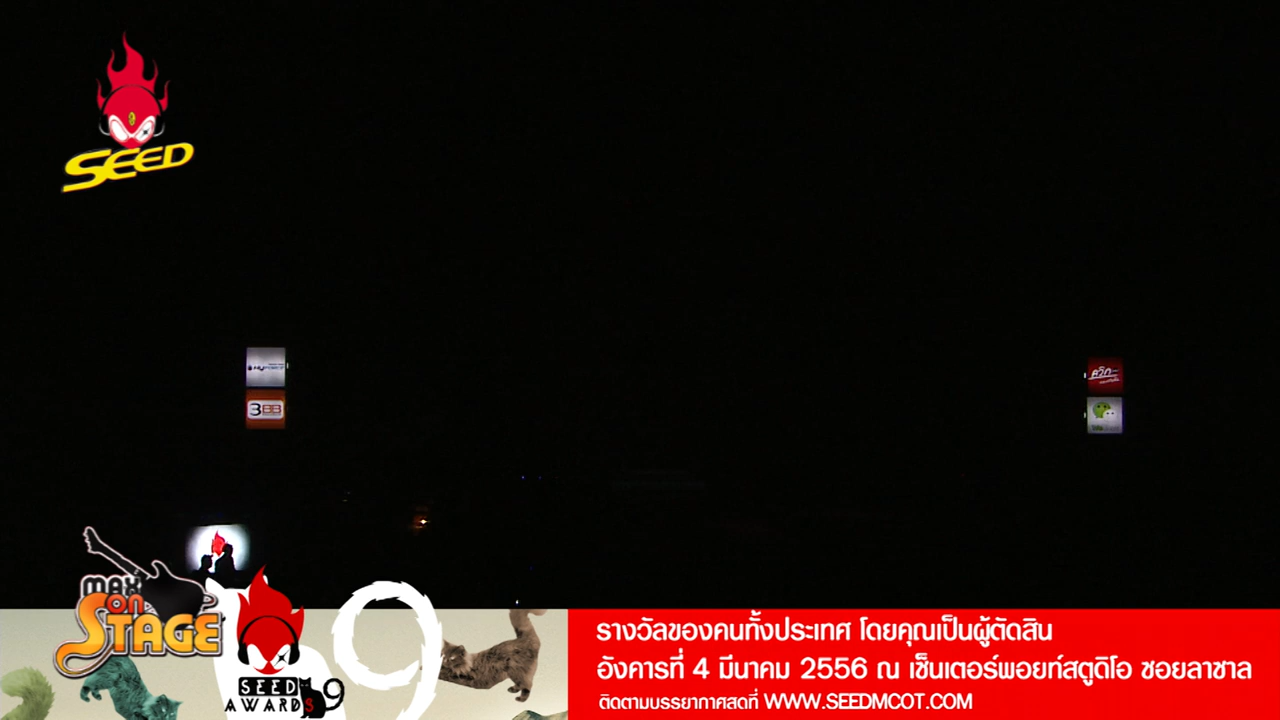 SEED
3BB
MAX
on
STAGE
SEED
AWARDS 9
9
รางวัลของคนทั้งประเทศ โดยคุณเป็นผู้ตัดสิน
อังคารที่ 4 มีนาคม 2556 ณ เซ็นเตอร์พอยท์สตูดิโอ ซอยลาซาล
ติดตามบรรยากาศสดที่ WWW.SEEDMCOT.COM